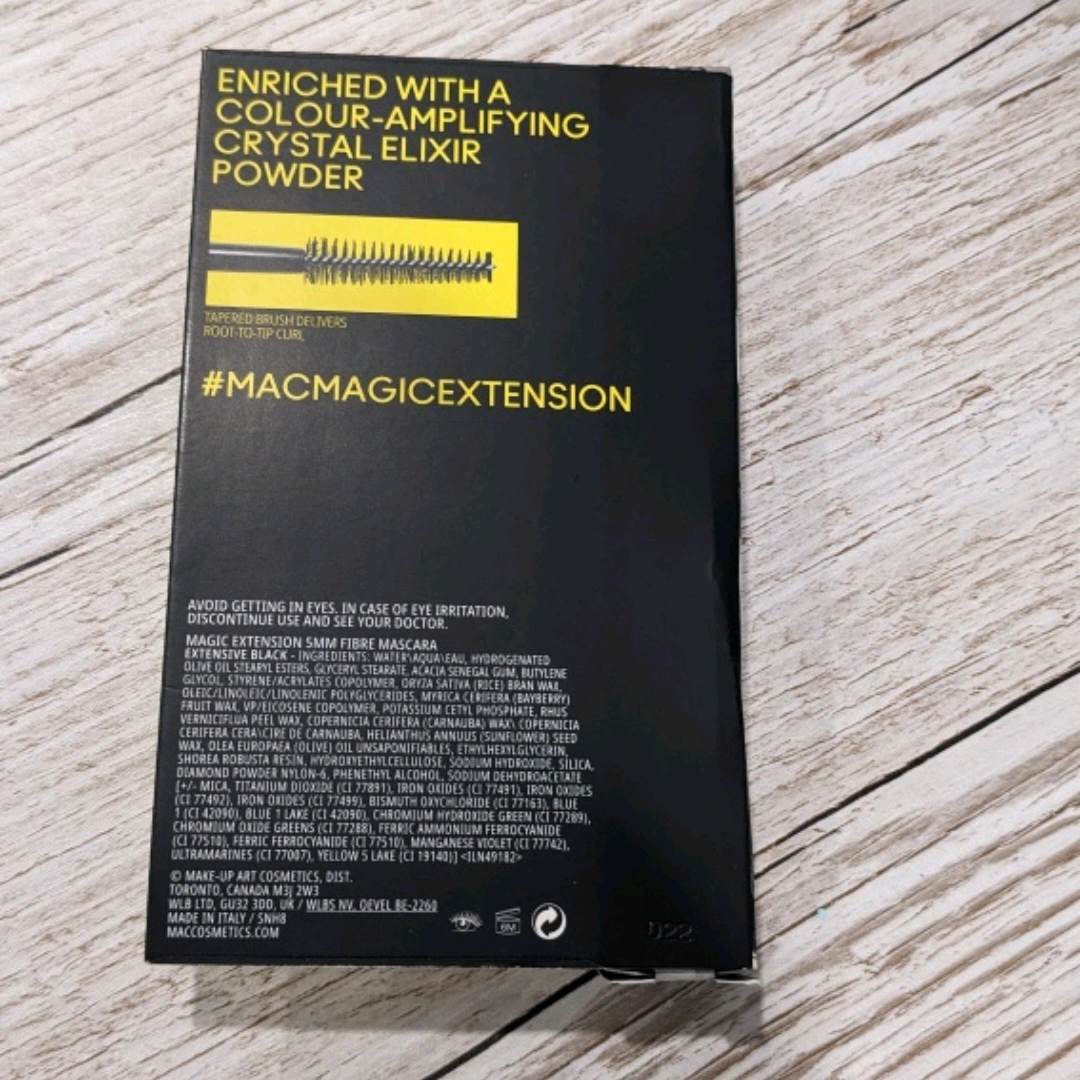 ENRICHED WITH A
COLOUR-AMPLIFYING
CRYSTAL ELIXIR
POWDER
TAPERED BRUSH DELIVERS
ROOT-TO-TIP CURL
#MACMAGICEXTENSION
AVOID GETTING IN EYES. IN CASE OF EYE IRRITATION,
DISCONTINUE USE AND SEE YOUR DOCTOR.
MAGIC EXTENSION 5MM FIBRE MASCARA
EXTENSIVE BLACK - INGREDIENTS: WATER\AQUA\EAU, HYDROGENATED
OLIVE OIL STEARYL ESTERS, GLYCERYL STEARATE, ACACIA SENEGAL GUM, BUTYLENE
GLYCOL, STYRENE/ACRYLATES COPOLYMER, ORYZA SATIVA (RICE) BRAN WAX,
OLEIC/LINOLEIC/LINOLENIC POLYGLYCERIDES, MYRICA CERIFERA (BAYBERRY)
FRUIT WAX, VP/EICOSENE COPOLYMER, POTASSIUM CETYL PHOSPHATE, RHUS
VERNICIFLUA PEEL WAX, COPERNICIA CERIFERA (CARNAUBA) WAX\ COPERNICIA
CERIFERA CERA\CIRE DE CARNAUBA, HELIANTHUS ANNUUS (SUNFLOWER) SEED
WAX, OLEA EUROPAEA (OLIVE) OIL UNSAPONIFIABLES, ETHYLHEXYLGLYCERIN,
SHOREA ROBUSTA RESIN, HYDROXYETHYLCELLULOSE, SODIUM HYDROXIDE, SILICA,
DIAMOND POWDER NYLON-6, PHENETHYL ALCOHOL, SODIUM DEHYDROACETATE
[+/- MICA, TITANIUM DIOXIDE (CI 77891), IRON OXIDES (CI 77491), IRON OXIDES
(CI 77492), IRON OXIDES (CI 77499), BISMUTH OXYCHLORIDE (CI 77163), BLUE
1 (CI 42090), BLUE 1 LAKE (CI 42090), CHROMIUM HYDROXIDE GREEN (CI 77289),
CHROMIUM OXIDE GREENS (CI 77288), FERRIC AMMONIUM FERROCYANIDE
(CI 77510), FERRIC FERROCYANIDE (CI 77510), MANGANESE VIOLET (CI 77742),
ULTRAMARINES (CI 77007), YELLOW 5 LAKE (CI 19140)] <ILN49182>
© MAKE-UP ART COSMETICS, DIST.
TORONTO, CANADA M3J 2W3
WLB LTD, GU32 3DD, UK / WLBS NV, OEVEL BE-2260
MADE IN ITALY / SNH8
MACCOSMETICS.COM
6M